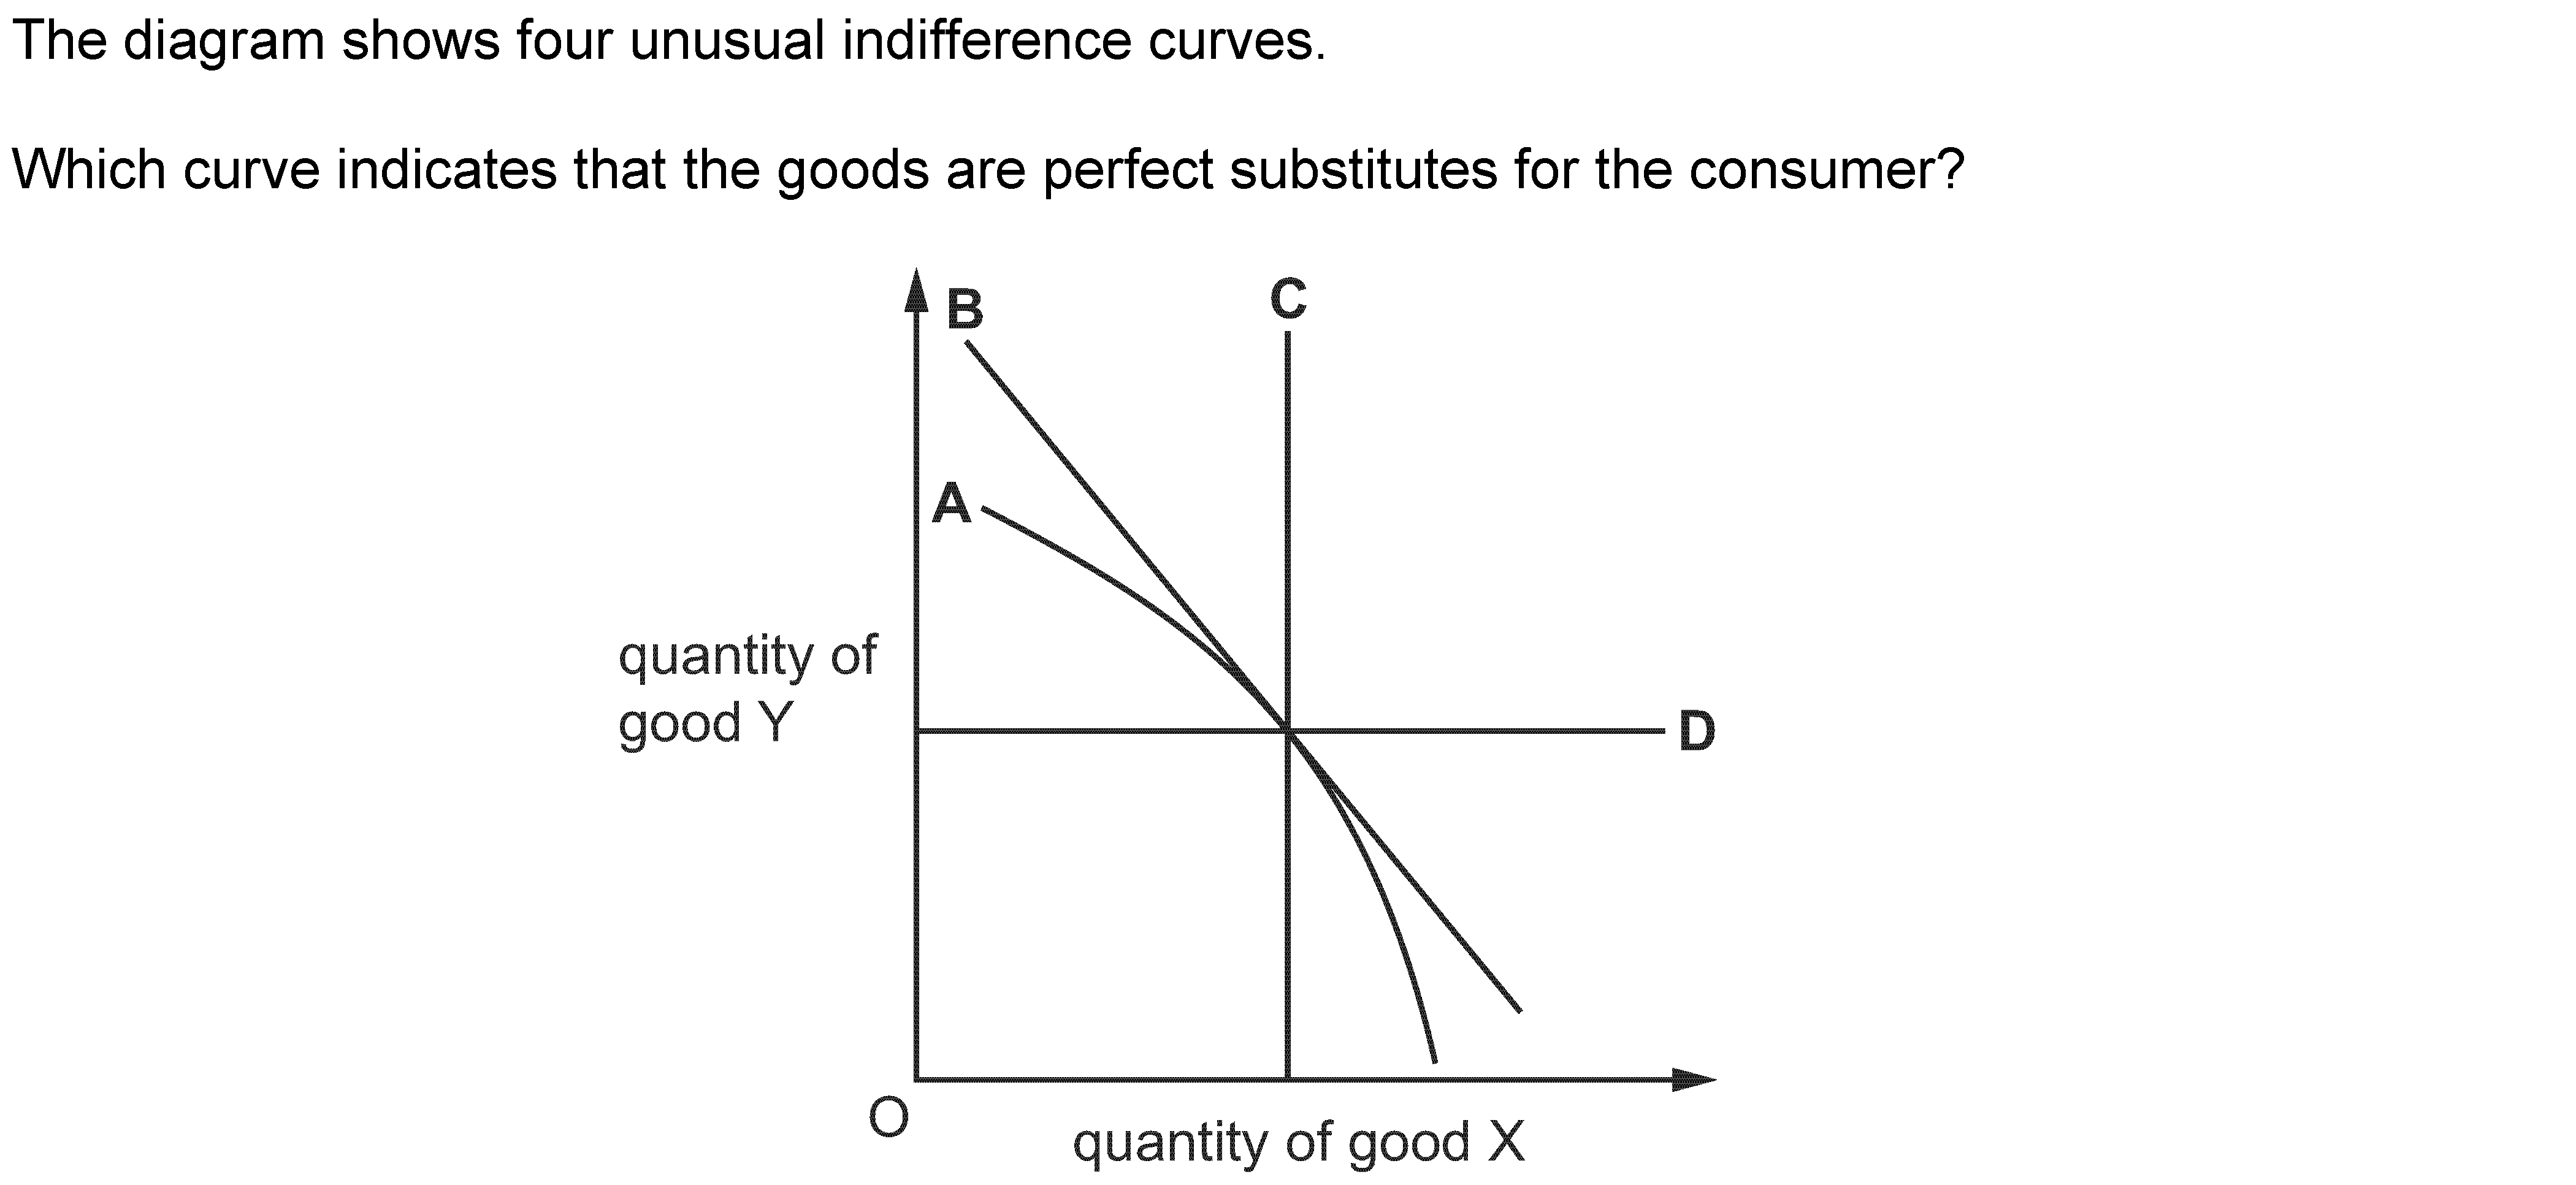 The diagram shows four unusual indifference curves.
Which curve indicates that the goods are perfect substitutes for the consumer?
B
C
A
quantity of
good Y
D
O
quantity of good X